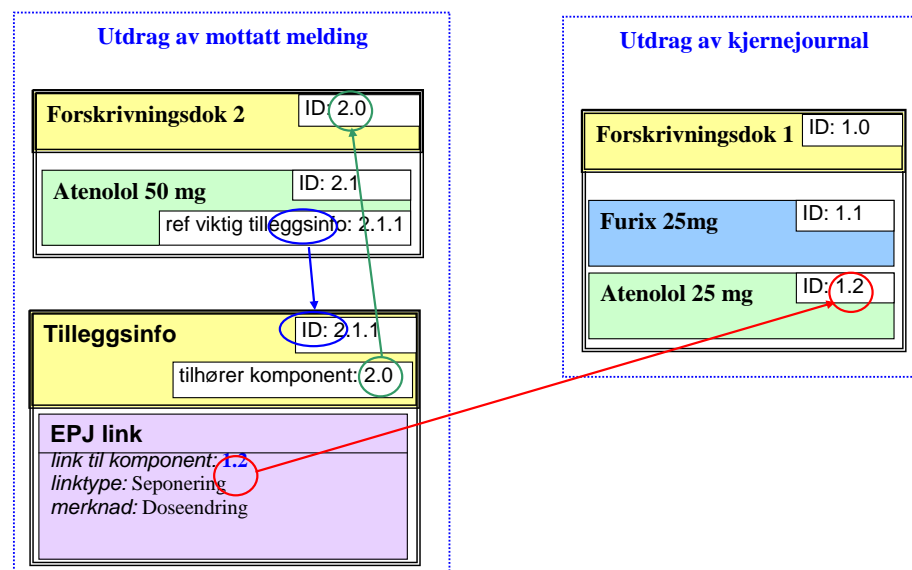 Utdrag av mottatt melding
Forskrivningsdok 2
ID: 2.0
Atenolol 50 mg
ID: 2.1
ref viktig tilleggsinfo: 2.1.1
Tilleggsinfo
ID: 2.1.1
tilhører komponent: 2.0
EPJ link
link til komponent: 1.2
linktype: Seponering
merknad: Doseendring
Utdrag av kjernejournal
Forskrivningsdok 1
ID: 1.0
Furix 25mg
ID: 1.1
Atenolol 25 mg
ID: 1.2